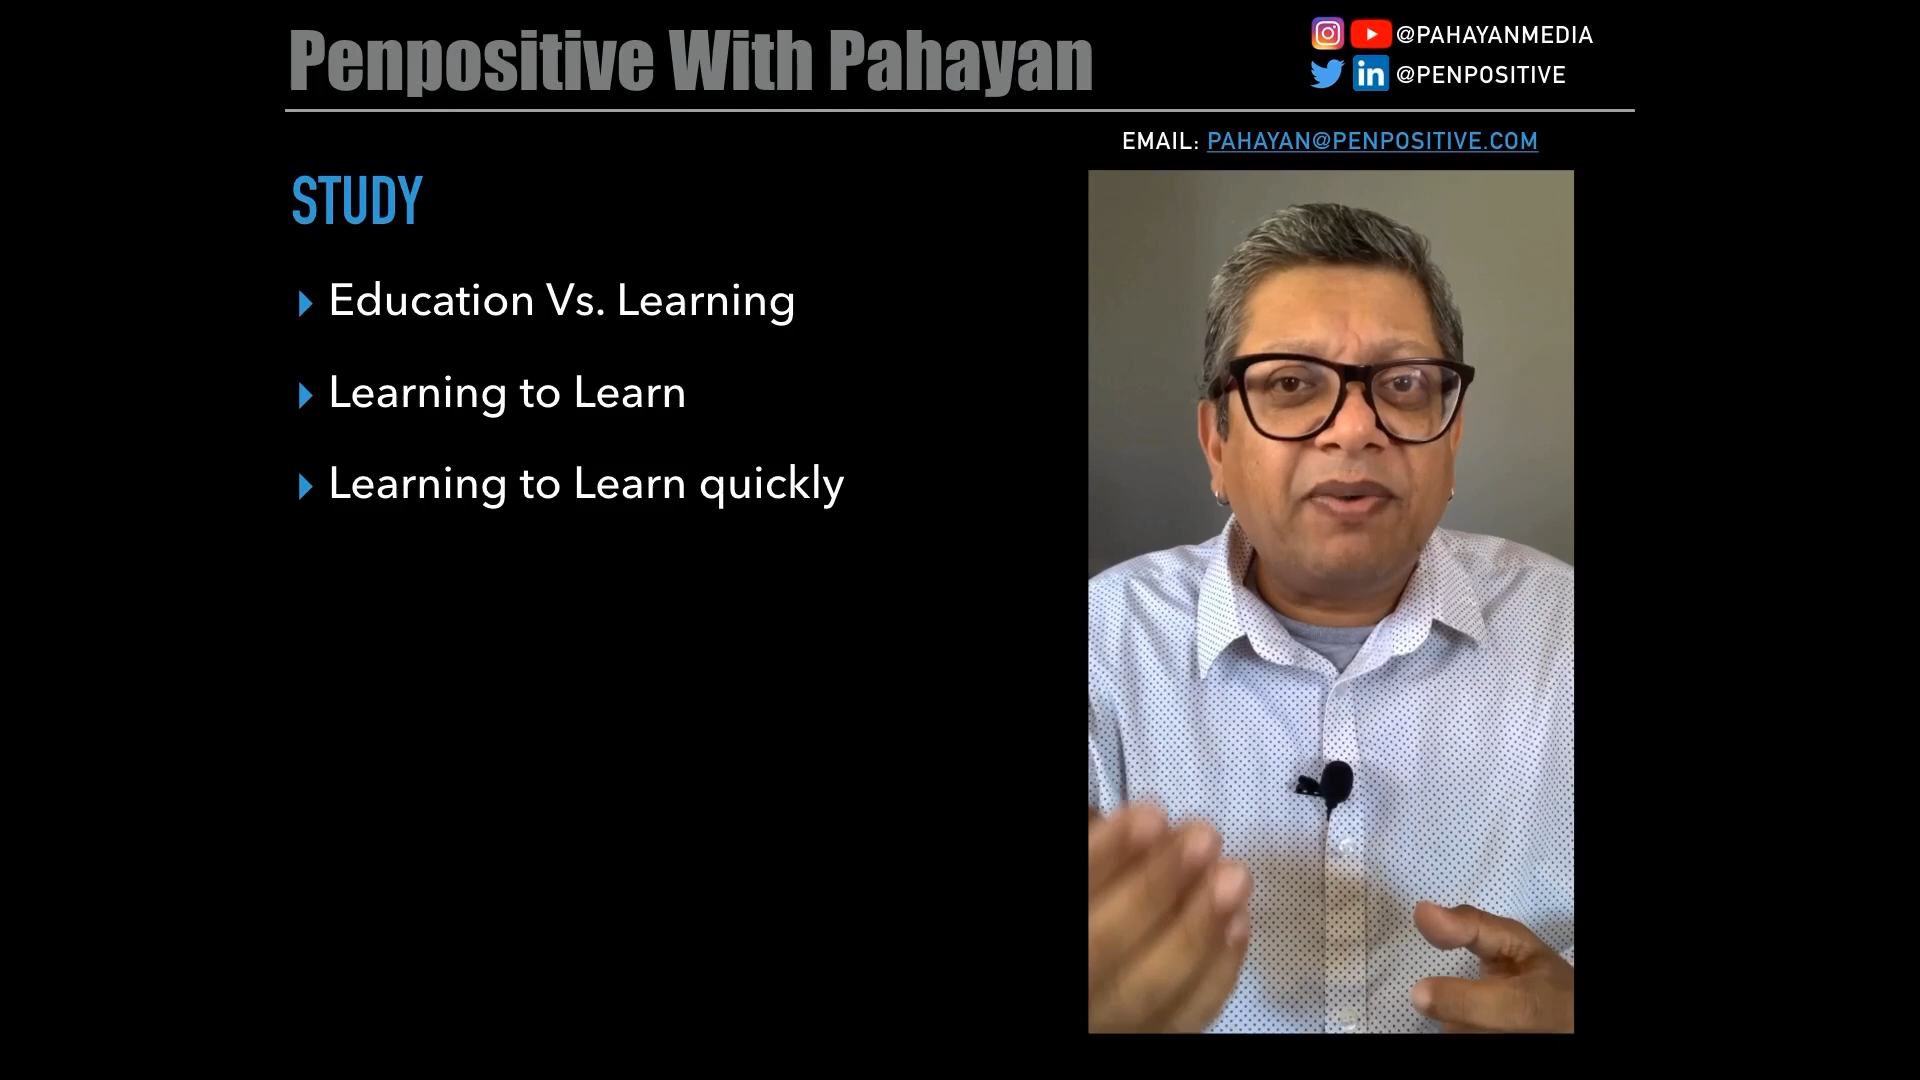 Penpositive With Pahayan
@PAHAYANMEDIA
@PENPOSITIVE
EMAIL: PAHAYAN@PENPOSITIVE.COM
STUDY
Education Vs. Learning
Learning to Learn
Learning to Learn quickly